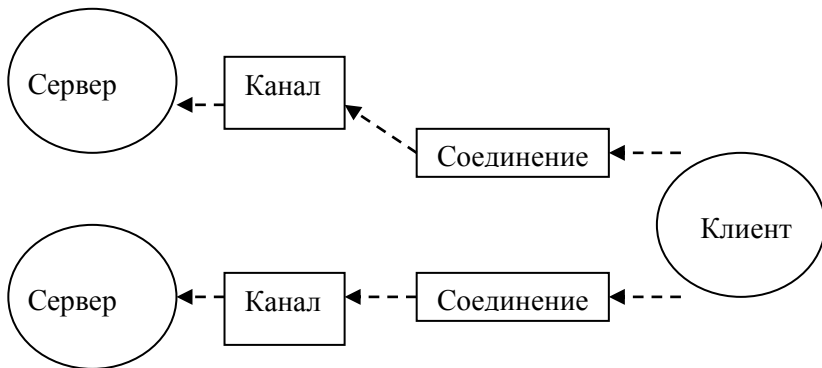 Сервер
Канал
Соединение
Клиент
Сервер
Канал
Соединение